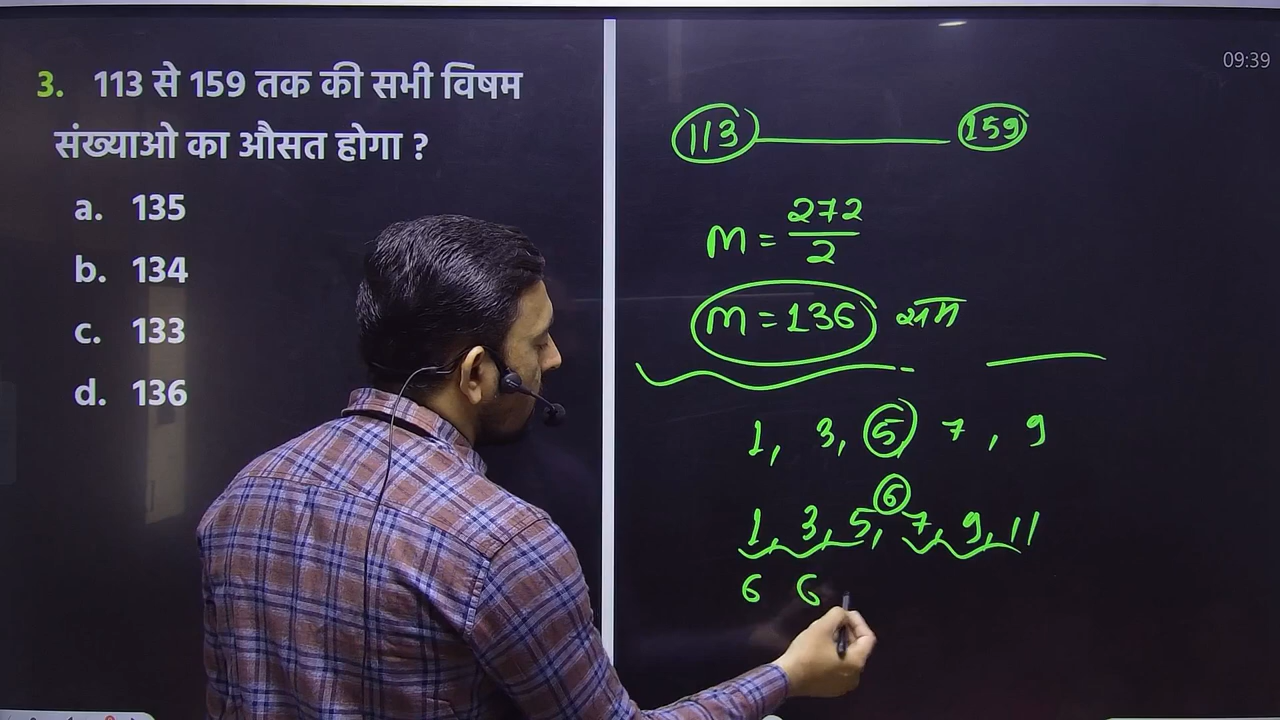 3. 113 से 159 तक की सभी विषम
संख्याओ का औसत होगा ?
a. 135
b. 134
c. 133
d. 136
09:39
113 159
m = 272/2
m = 136 सम
1, 3, 5, 7, 9
6
1, 3, 5, 7, 9, 11
6 6